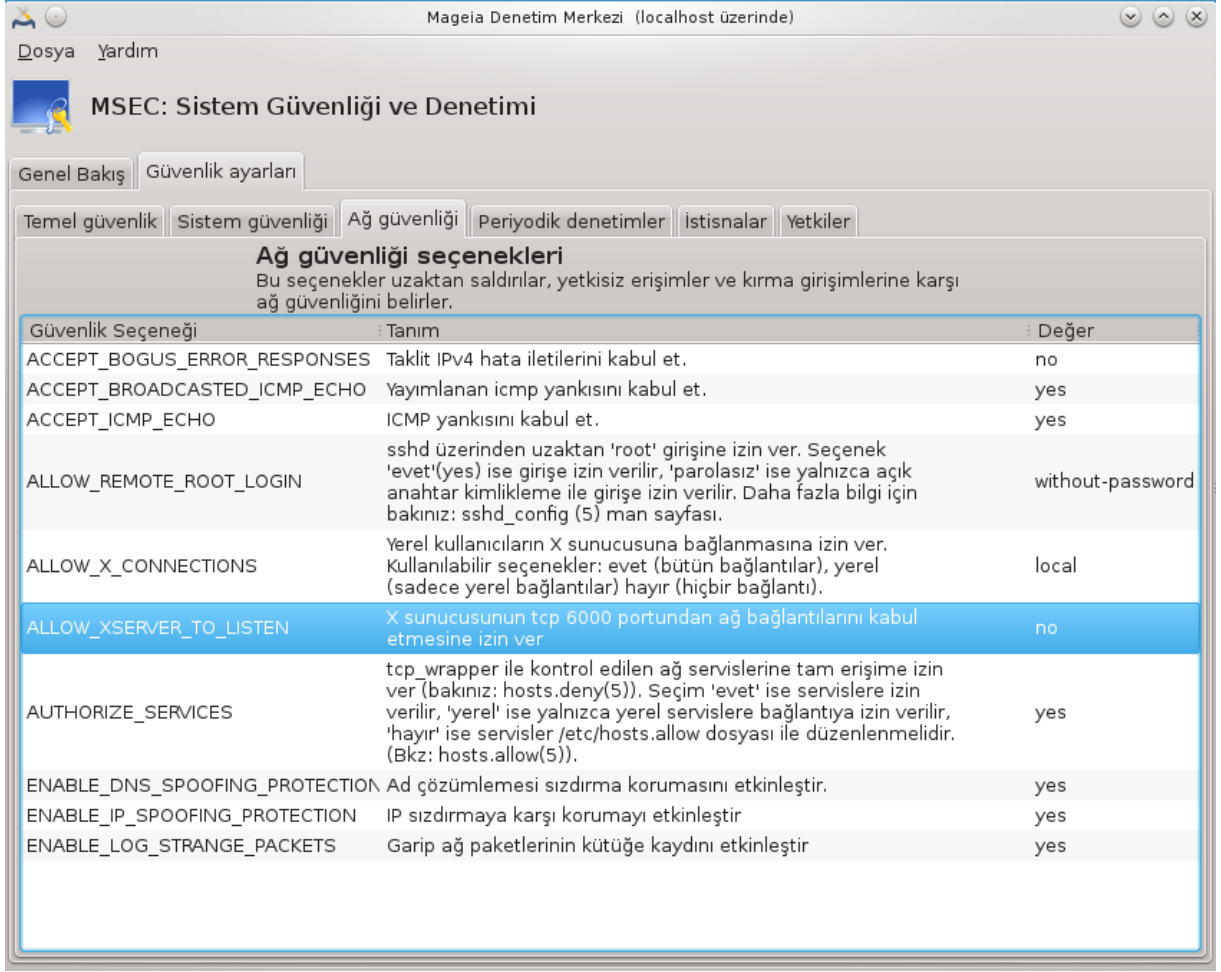 Mageia Denetim Merkezi (localhost üzerinde)
Dosya Yardım
MSEC: Sistem Güvenliği ve Denetimi
Genel Bakış Güvenlik ayarları
Temel güvenlik Sistem güvenliği Ağ güvenliği Periyodik denetimler İstisnalar Yetkiler
Ağ güvenliği seçenekleri
Bu seçenekler uzaktan saldırılar, yetkisiz erişimler ve kırma girişimlerine karşı
ağ güvenliğini belirler.
Güvenlik Seçeneği Tanım Değer
ACCEPT_BOGUS_ERROR_RESPONSES Taklit IPv4 hata iletilerini kabul et. no
ACCEPT_BROADCASTED_ICMP_ECHO Yayımlanan icmp yankısını kabul et. yes
ACCEPT_ICMP_ECHO ICMP yankısını kabul et. yes
sshd üzerinden uzaktan 'root' girişine izin ver. Seçenek
'evet'(yes) ise girişe izin verilir, 'parolasız' ise yalnızca açık
ALLOW_REMOTE_ROOT_LOGIN anahtar kimlikleme ile girişe izin verilir. Daha fazla bilgi için without-password
bakınız: sshd_config (5) man sayfası.
Yerel kullanıcıların X sunucusuna bağlanmasına izin ver.
ALLOW_X_CONNECTIONS Kullanılabilir seçenekler: evet (bütün bağlantılar), yerel local
(sadece yerel bağlantılar) hayır (hiçbir bağlantı).
ALLOW_XSERVER_TO_LISTEN X sunucusunun tcp 6000 portundan ağ bağlantılarını kabul no
etmesine izin ver
tcp_wrapper ile kontrol edilen ağ servislerine tam erişime izin
ver (bakınız: hosts.deny(5)). Seçim 'evet' ise servislere izin
AUTHORIZE_SERVICES verilir, 'yerel' ise yalnızca yerel servislere bağlantıya izin verilir, yes
'hayır' ise servisler /etc/hosts.allow dosyası ile düzenlenmelidir.
(Bkz: hosts.allow(5)).
ENABLE_DNS_SPOOFING_PROTECTION Ad çözümlemesi sızdırma korumasını etkinleştir. yes
ENABLE_IP_SPOOFING_PROTECTION IP sızdırmaya karşı korumayı etkinleştir yes
ENABLE_LOG_STRANGE_PACKETS Garip ağ paketlerinin kütüğe kaydını etkinleştir yes